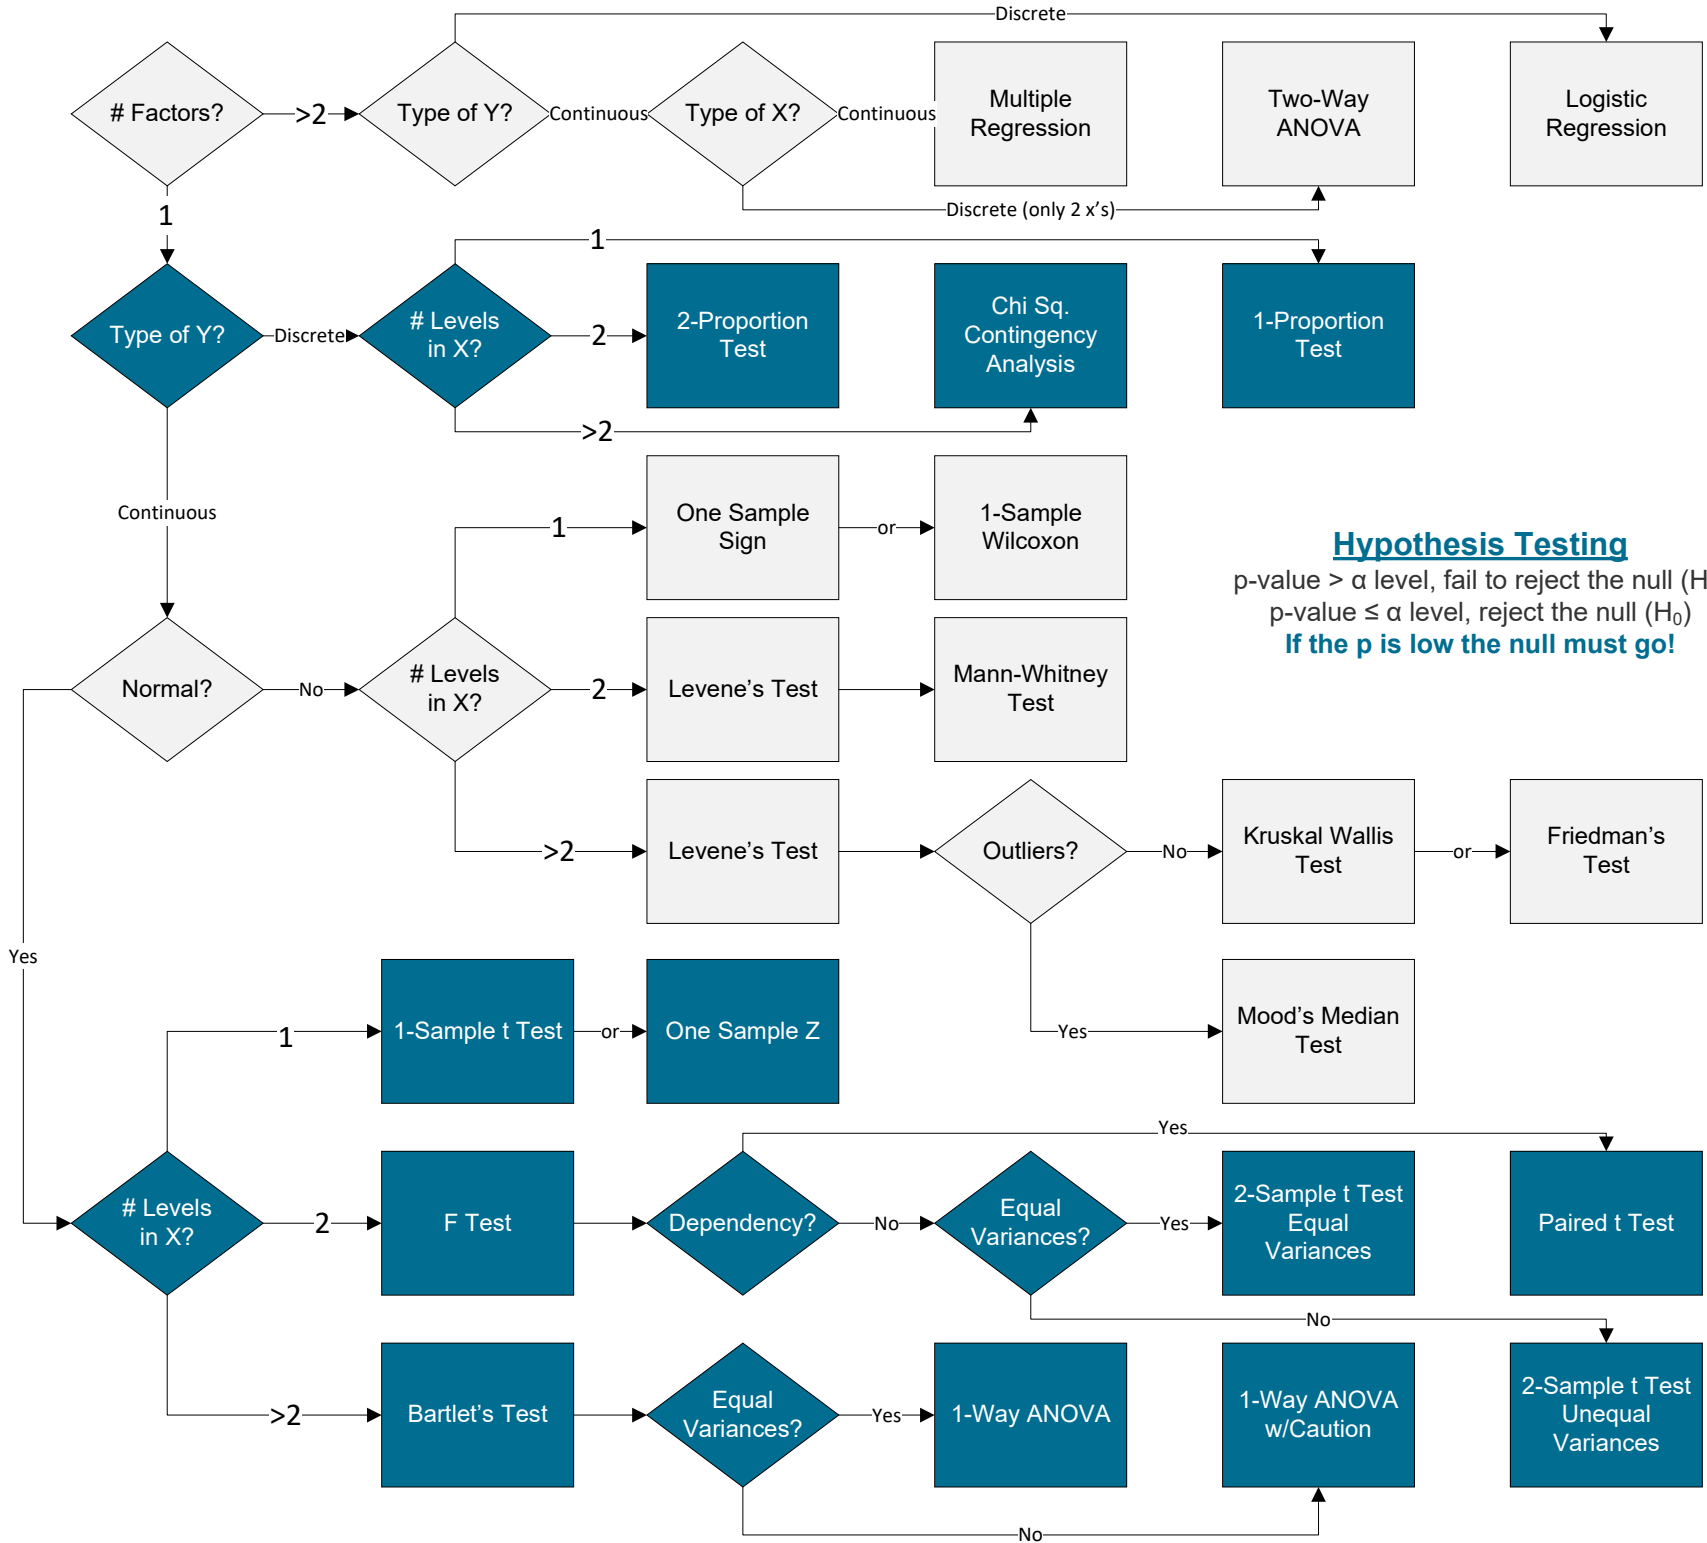 Discrete
# Factors?
>2
Type of Y?
Continuous
Type of X?
Continuous
Multiple
Regression
Two-Way
ANOVA
Logistic
Regression
Discrete (only 2 x's)
1
1
Type of Y?
Discrete
# Levels
in X?
2
2-Proportion
Test
Chi Sq.
Contingency
Analysis
1-Proportion
Test
>2
Continuous
1
One Sample
Sign
or
1-Sample
Wilcoxon
Hypothesis Testing
p-value > α level, fail to reject the null (H
p-value ≤ α level, reject the null (H₀)
If the p is low the null must go!
Normal?
No
# Levels
in X?
2
Levene's Test
Mann-Whitney
Test
>2
Levene's Test
Outliers?
No
Kruskal Wallis
Test
or
Friedman's
Test
Yes
Yes
Mood's Median
Test
1
1-Sample t Test
or
One Sample Z
Yes
# Levels
in X?
2
F Test
Dependency?
No
Equal
Variances?
Yes
2-Sample t Test
Equal
Variances
Paired t Test
No
>2
Bartlet's Test
Equal
Variances?
Yes
1-Way ANOVA
1-Way ANOVA
w/Caution
2-Sample t Test
Unequal
Variances
No